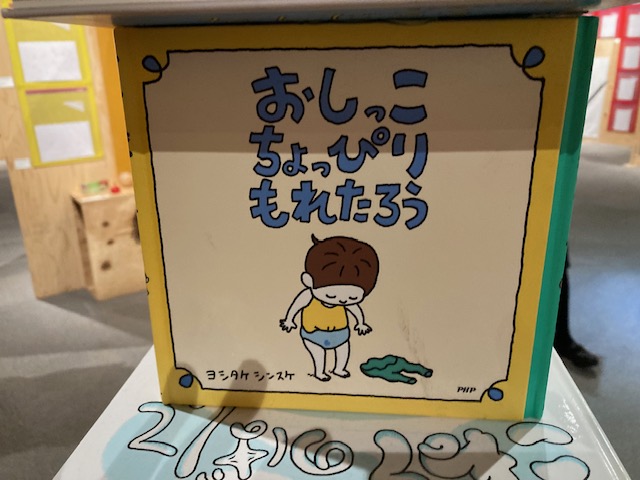 おしっこ
ちょっぴり
もれたろう
ヨシタケ シンスケ
PHP